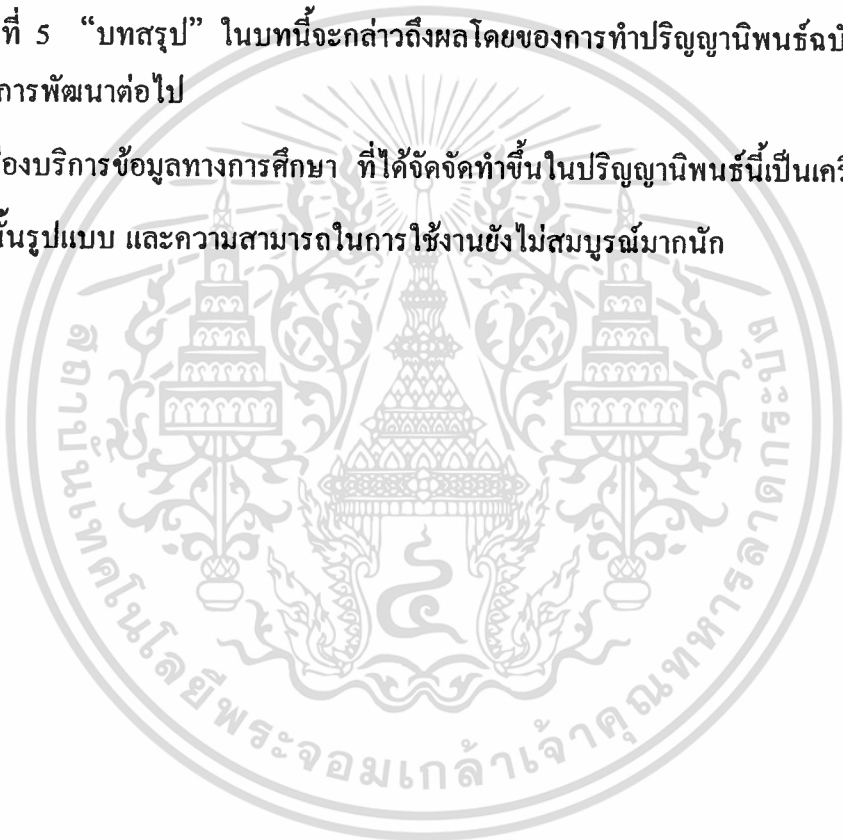 ที่ 5 “บทสรุป” ในบทนี้จะกล่าวถึงผลโดยของการทำปริญญานิพนธ์ฉบั
การพัฒนาต่อไป
องบริการข้อมูลทางการศึกษา ที่ได้จัดจัดทำขึ้นในปริญญานิพนธ์นี้เป็นเครื
นั้นรูปแบบ และความสามารถในการใช้งานยังไม่สมบูรณ์มากนัก
สถาบันเทคโนโลยีพระจอมเกล้าเจ้าคุณทหารลาดกระบัง